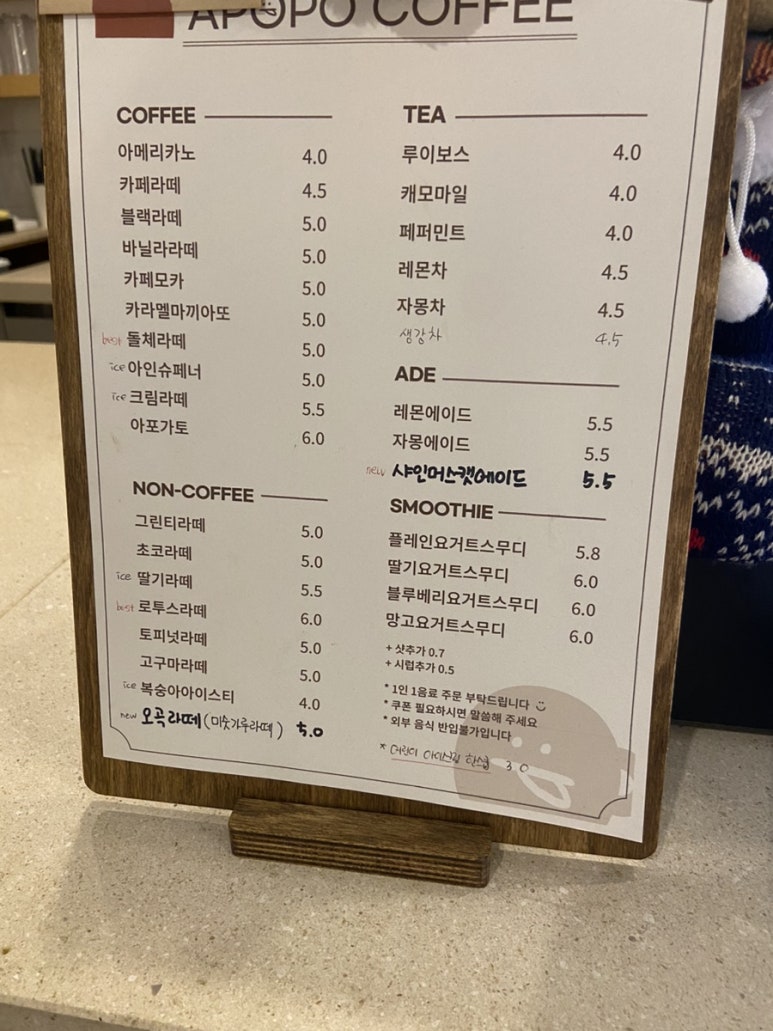 APOPO COFFEE
COFFEE
아메리카노 4.0
카페라떼 4.5
블랙라떼 5.0
바닐라라떼 5.0
카페모카 5.0
카라멜마끼아또 5.0
best 돌체라떼 5.0
ice 아인슈페너 5.0
ice 크림라떼 5.5
아포가토 6.0
NON-COFFEE
그린티라떼 5.0
초코라떼 5.0
ice 딸기라떼 5.5
best 로투스라떼 6.0
토피넛라떼 5.0
고구마라떼 5.0
ice 복숭아아이스티 4.0
new 오곡라떼 (미숫가루라떼) 5.0
TEA
루이보스 4.0
캐모마일 4.0
페퍼민트 4.0
레몬차 4.5
자몽차 4.5
생강차 4.5
ADE
레몬에이드 5.5
자몽에이드 5.5
new 샤인머스캣에이드 5.5
SMOOTHIE
플레인요거트스무디 5.8
딸기요거트스무디 6.0
블루베리요거트스무디 6.0
망고요거트스무디 6.0
+ 샷추가 0.7
+ 시럽추가 0.5
* 1인 1음료 주문 부탁드립니다
* 쿠폰 필요하시면 말씀해 주세요
* 외부 음식 반입불가입니다
* 어린이 아이스크림 한스쿱 3.0